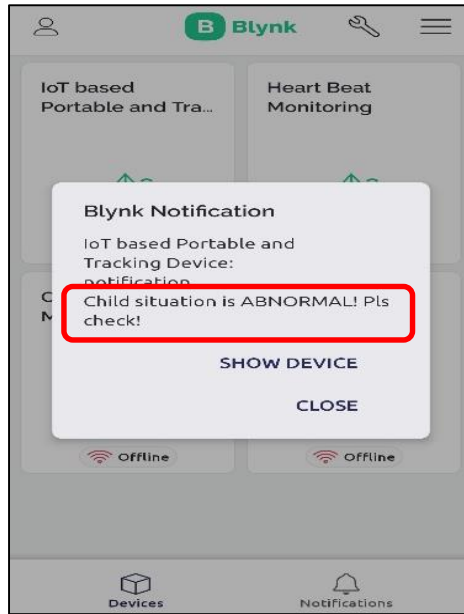 B Blynk
IoT based
Portable and Tra...
Heart Beat
Monitoring
Blynk Notification
IoT based Portable and
Tracking Device:
notification
Child situation is ABNORMAL! Pls
check!
SHOW DEVICE
CLOSE
Offline
Offline
Devices
Notifications